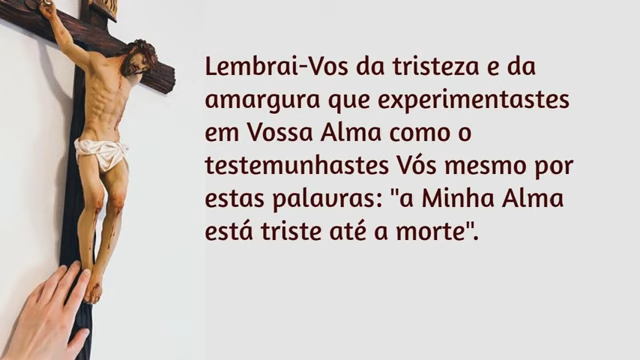 Lembrai-Vos da tristeza e da
amargura que experimentastes
em Vossa Alma como o
testemunhastes Vós mesmo por
estas palavras: "a Minha Alma
está triste até a morte".